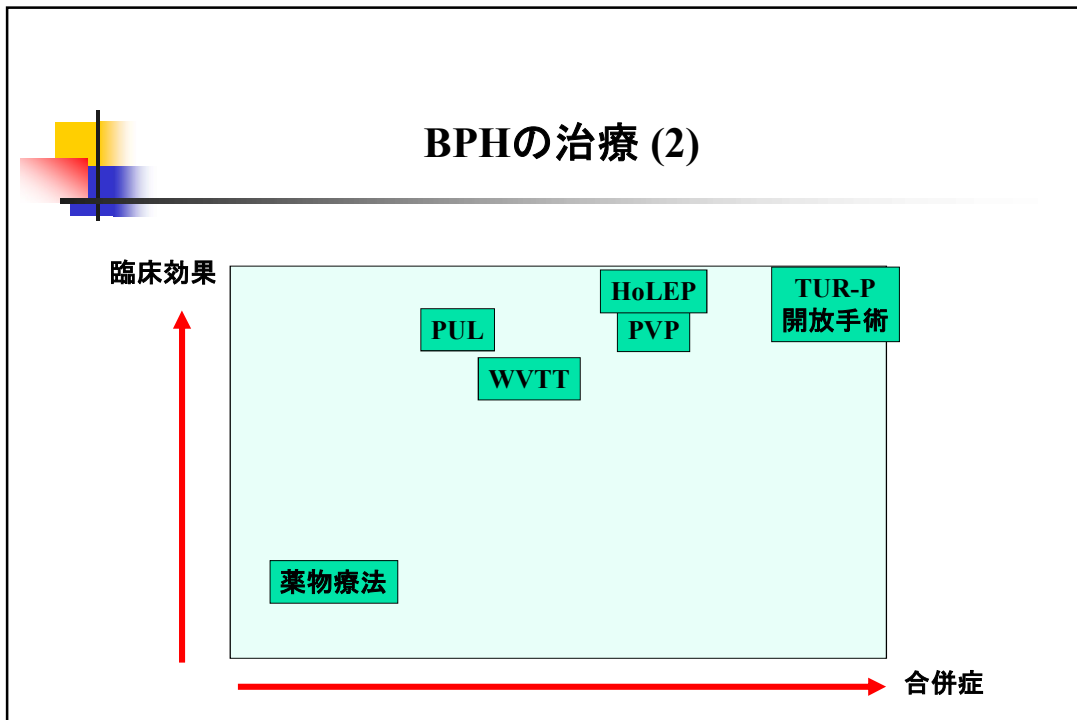 BPHの治療 (2)
臨床効果
HoLEP
TUR-P
開放手術
PUL
PVP
WVTT
薬物療法
合併症